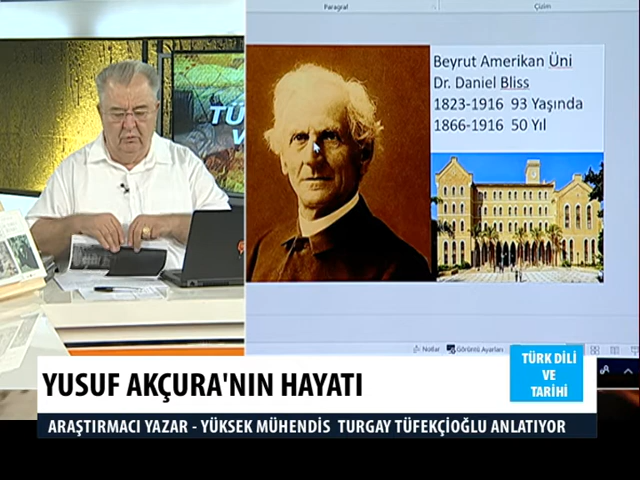 Paragraf
Çizim
TÜ
V
Beyrut Amerikan Üni
Dr. Daniel Bliss
1823-1916 93 Yaşında
1866-1916 50 Yıl
Notlar
Görüntü Ayarları
YUSUF AKÇURA'NIN HAYATI
TÜRK DİLİ
VE
TARİHİ
ARAŞTIRMACI YAZAR - YÜKSEK MÜHENDİS TURGAY TÜFEKÇİOĞLU ANLATIYOR